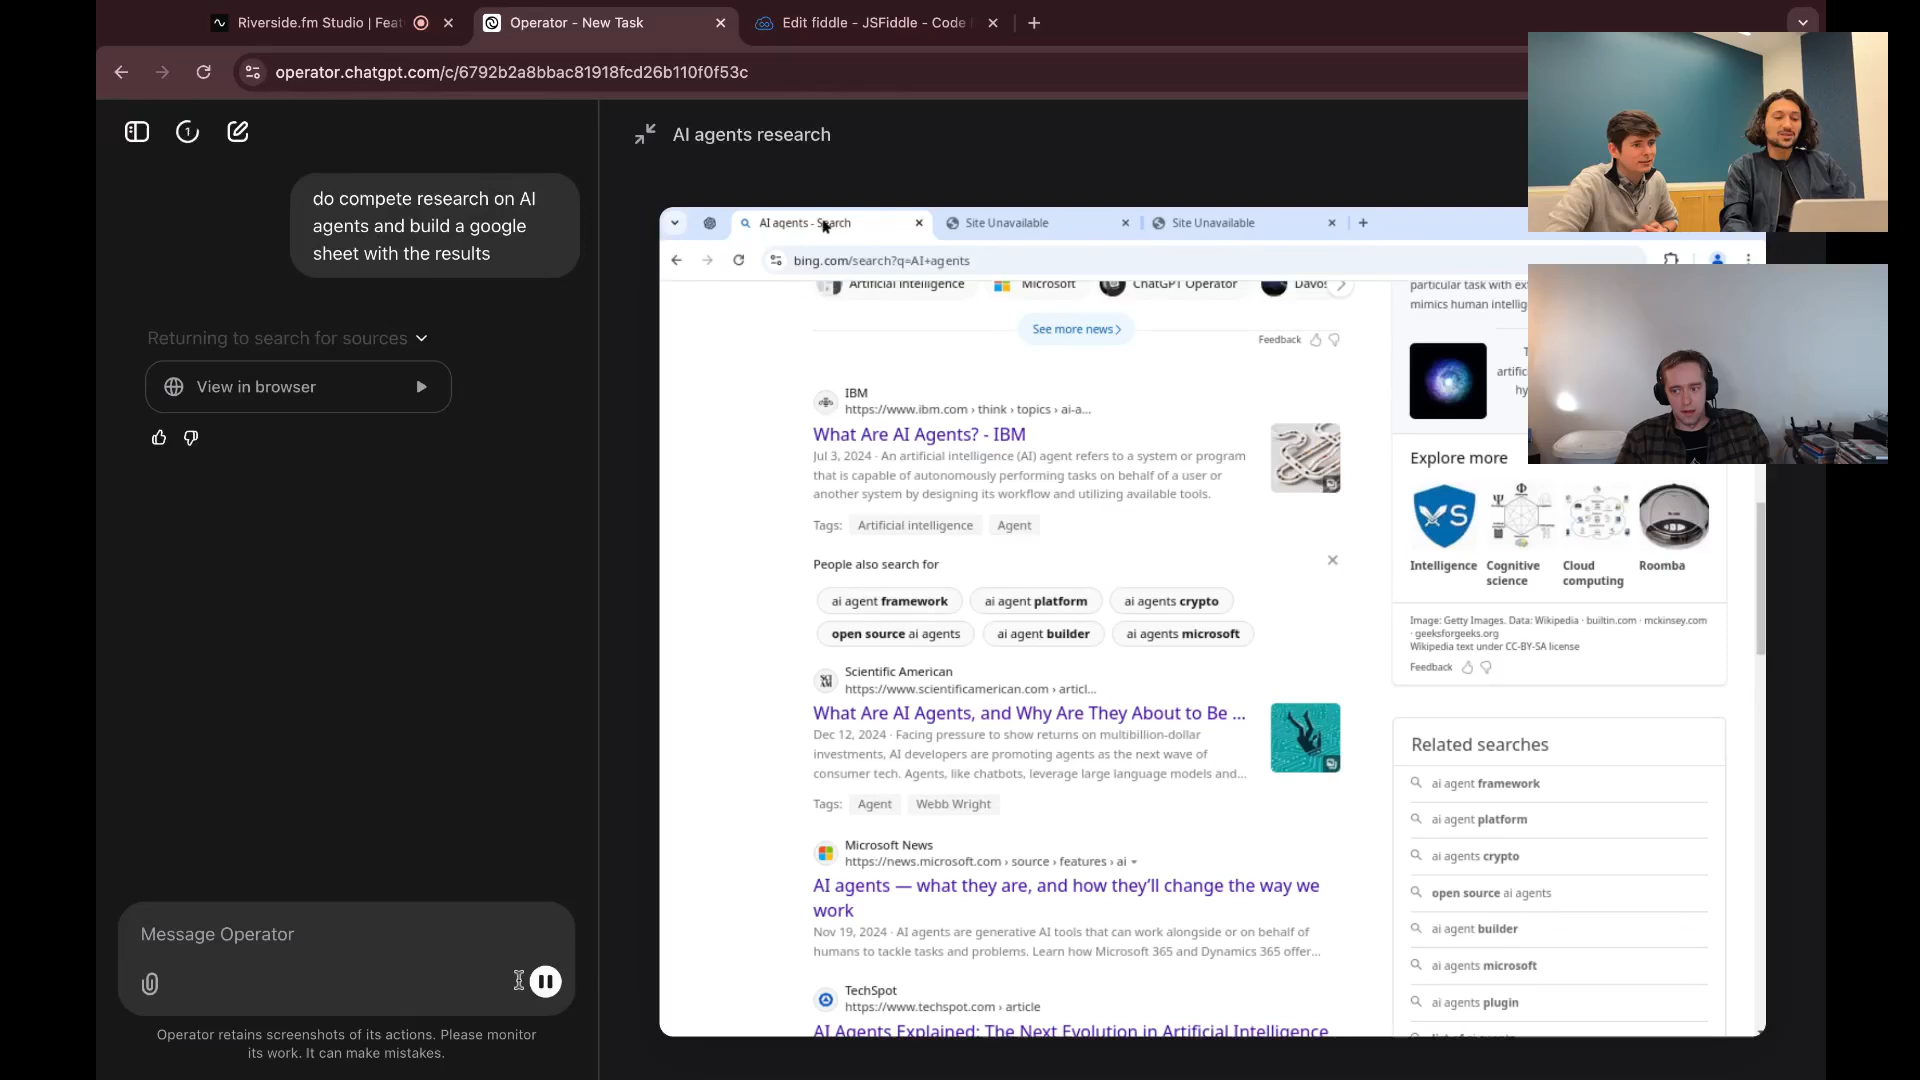 Riverside.fm Studio | Feat
Operator - New Task
Edit fiddle - JSFiddle - Code
operator.chatgpt.com/c/6792b2a8bbac81918fcd26b110f0f53c
1
do compete research on AI
agents and build a google
sheet with the results
Returning to search for sources
View in browser
Message Operator
Operator retains screenshots of its actions. Please monitor
its work. It can make mistakes.
AI agents research
AI agents - Search
Site Unavailable
Site Unavailable
bing.com/search?q=AI+agents
Artificial Intelligence
Microsoft
ChatGPT Operator
Davos
See more news
Feedback
IBM
https://www.ibm.com › think › topics › ai-a...
What Are AI Agents? - IBM
Jul 3, 2024 · An artificial intelligence (AI) agent refers to a system or program
that is capable of autonomously performing tasks on behalf of a user or
another system by designing its workflow and utilizing available tools.
Tags: Artificial intelligence Agent
People also search for
ai agent framework
ai agent platform
ai agents crypto
open source ai agents
ai agent builder
ai agents microsoft
Scientific American
https://www.scientificamerican.com › articl...
What Are AI Agents, and Why Are They About to Be ...
Dec 12, 2024 · Facing pressure to show returns on multibillion-dollar
investments, AI developers are promoting agents as the next wave of
consumer tech. Agents, like chatbots, leverage large language models and...
Tags: Agent Webb Wright
Microsoft News
https://news.microsoft.com › source › features › ai
AI agents — what they are, and how they'll change the way we
work
Nov 19, 2024 · AI agents are generative AI tools that can work alongside or on behalf of
humans to tackle tasks and problems. Learn how Microsoft 365 and Dynamics 365 offer...
TechSpot
https://www.techspot.com › article
AI Agents Explained: The Next Evolution in Artificial Intelligence
particular task with ex
mimics human intellig
T
artific
hy
Explore more
VS
Intelligence
Cognitive
science
Cloud
computing
Roomba
Image: Getty Images. Data: Wikipedia · builtin.com · mckinsey.com
· geeksforgeeks.org
Wikipedia text under CC-BY-SA license
Feedback
Related searches
ai agent framework
ai agent platform
ai agents crypto
open source ai agents
ai agent builder
ai agents microsoft
ai agents plugin